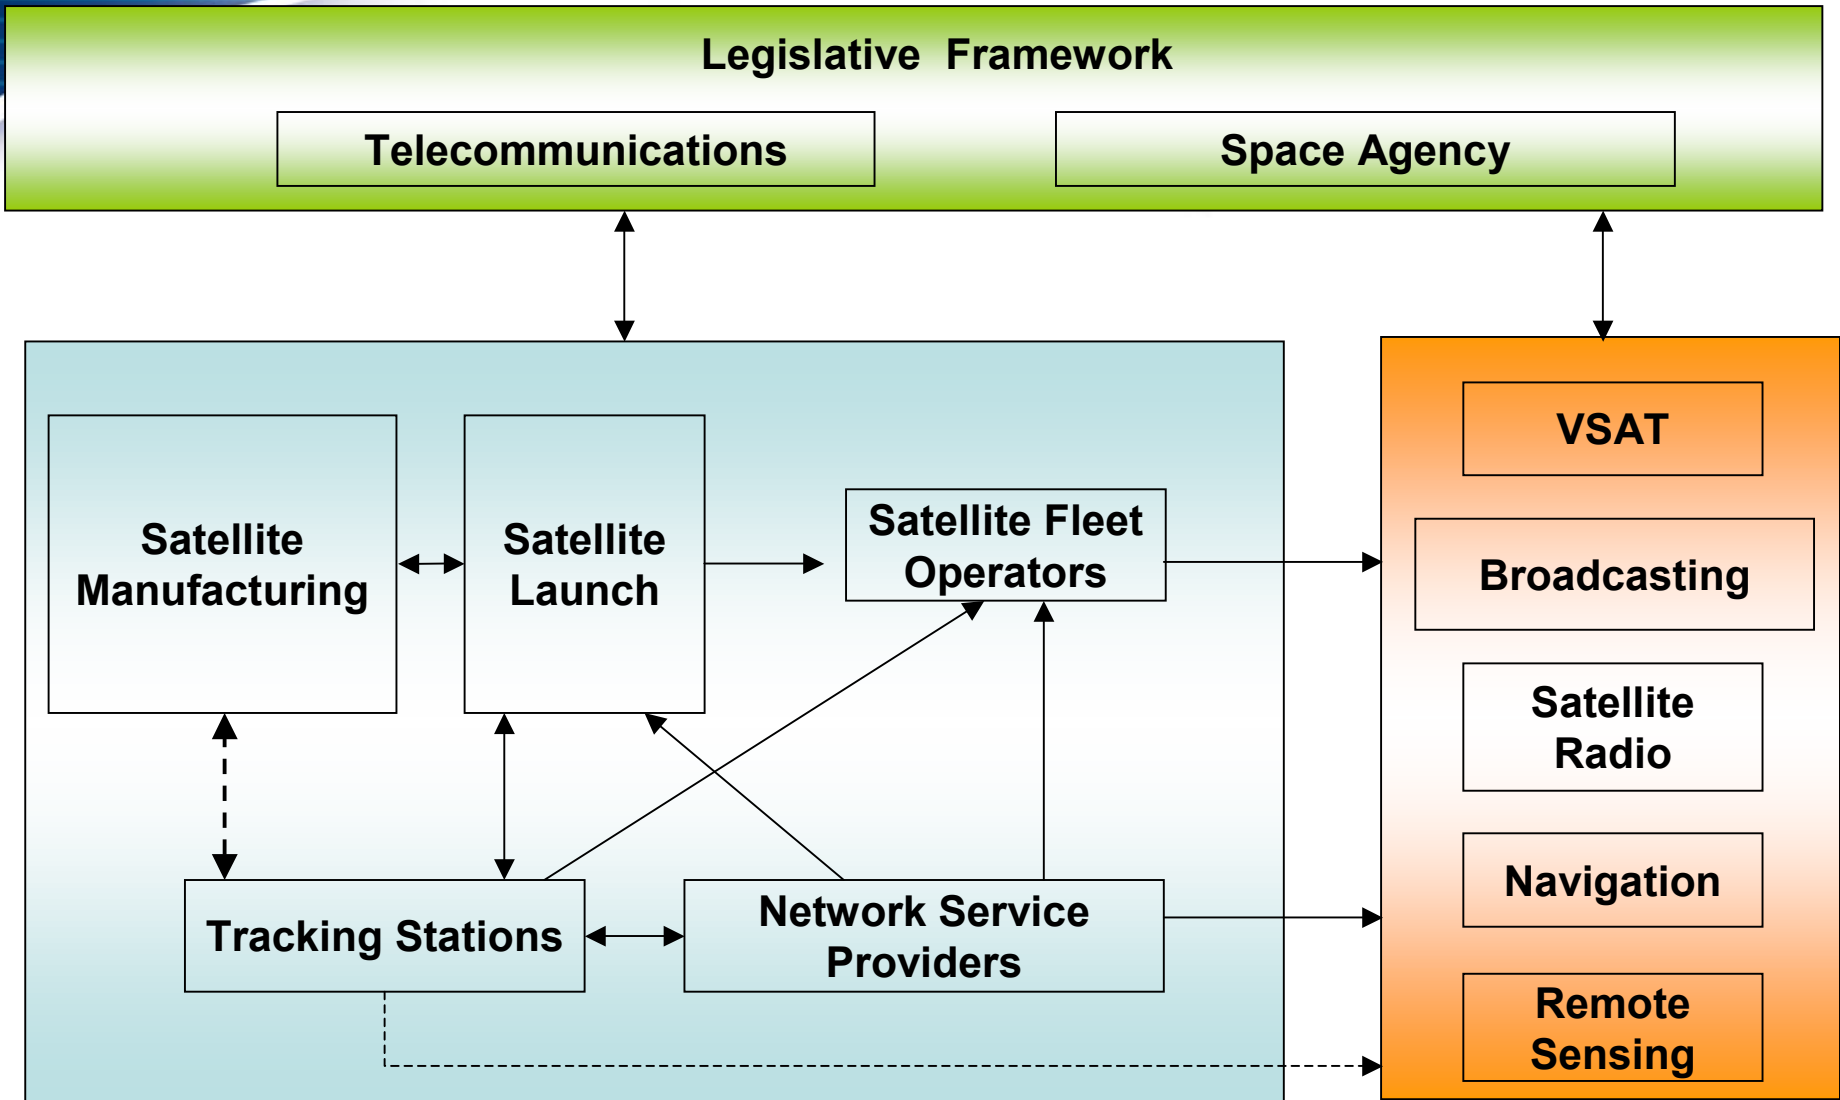 Legislative Framework
Telecommunications
Space Agency
Satellite
Manufacturing
Satellite
Launch
Satellite Fleet
Operators
Tracking Stations
Network Service
Providers
VSAT
Broadcasting
Satellite
Radio
Navigation
Remote
Sensing